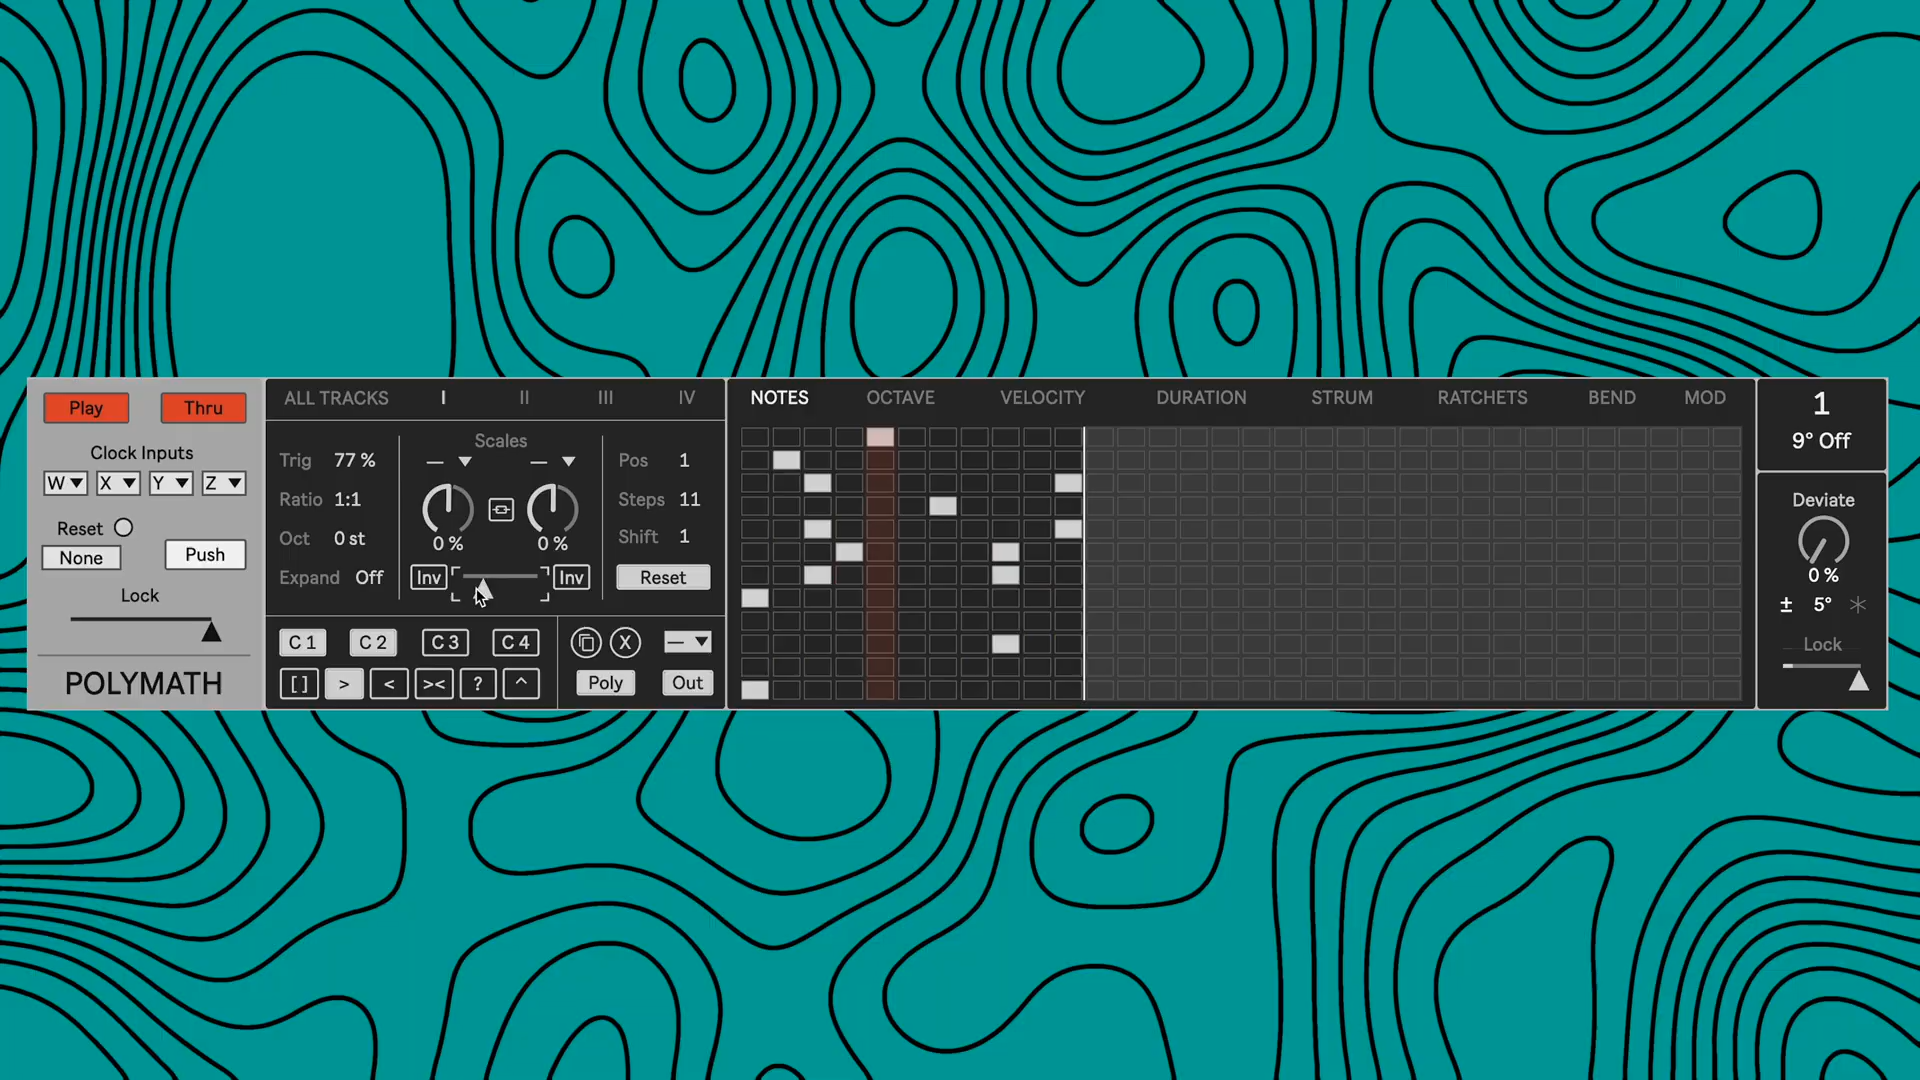 Play Thru
Clock Inputs
W X Y Z
Reset
None Push
Lock
POLYMATH
ALL TRACKS I II III IV
Trig 77 %
Ratio 1:1
Oct 0 st
Expand Off
Scales
— —
0 % 0 %
Inv Inv
Pos 1
Steps 11
Shift 1
Reset
C 1 C 2 C 3 C 4
[ ] > < >< ? ^
X —
Poly Out
NOTES OCTAVE VELOCITY DURATION STRUM RATCHETS BEND MOD
1
9° Off
Deviate
0 %
± 5°
Lock